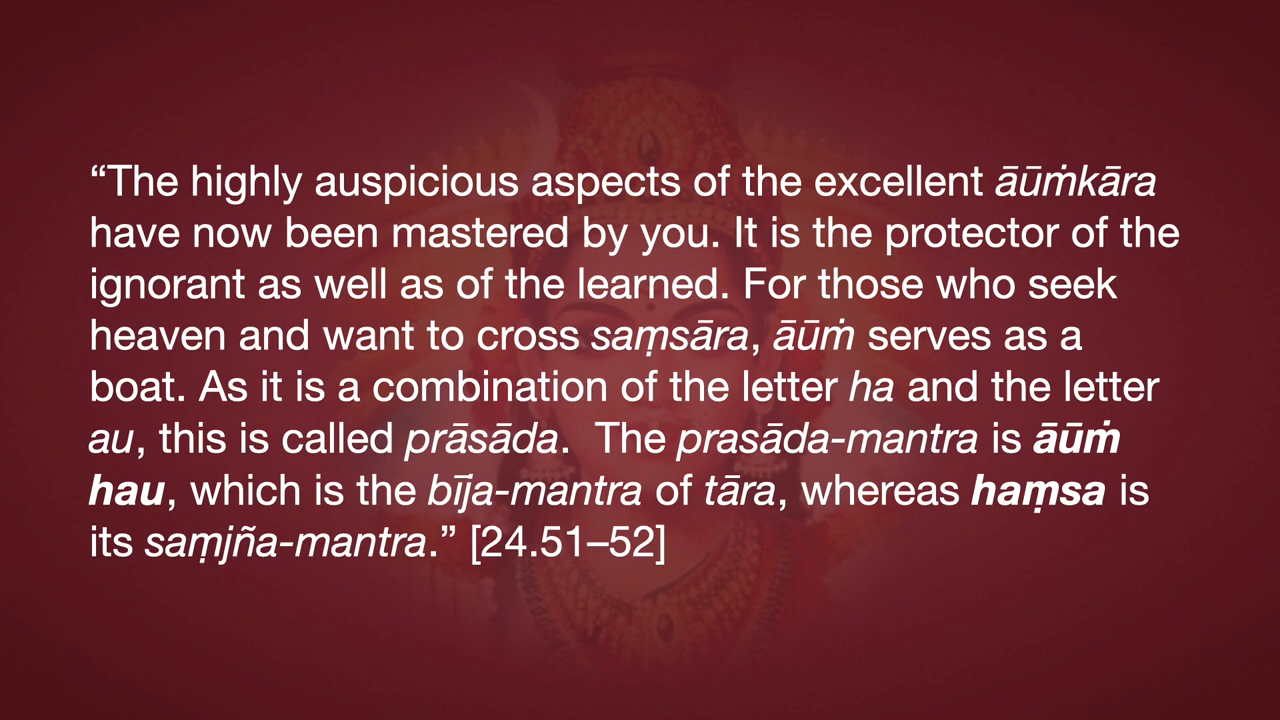 “The highly auspicious aspects of the excellent āūṁkāra
have now been mastered by you. It is the protector of the
ignorant as well as of the learned. For those who seek
heaven and want to cross saṃsāra, āūṁ serves as a
boat. As it is a combination of the letter ha and the letter
au, this is called prāsāda.  The prasāda-mantra is āūṁ
hau, which is the bīja-mantra of tāra, whereas haṃsa is
its saṃjña-mantra.” [24.51–52]